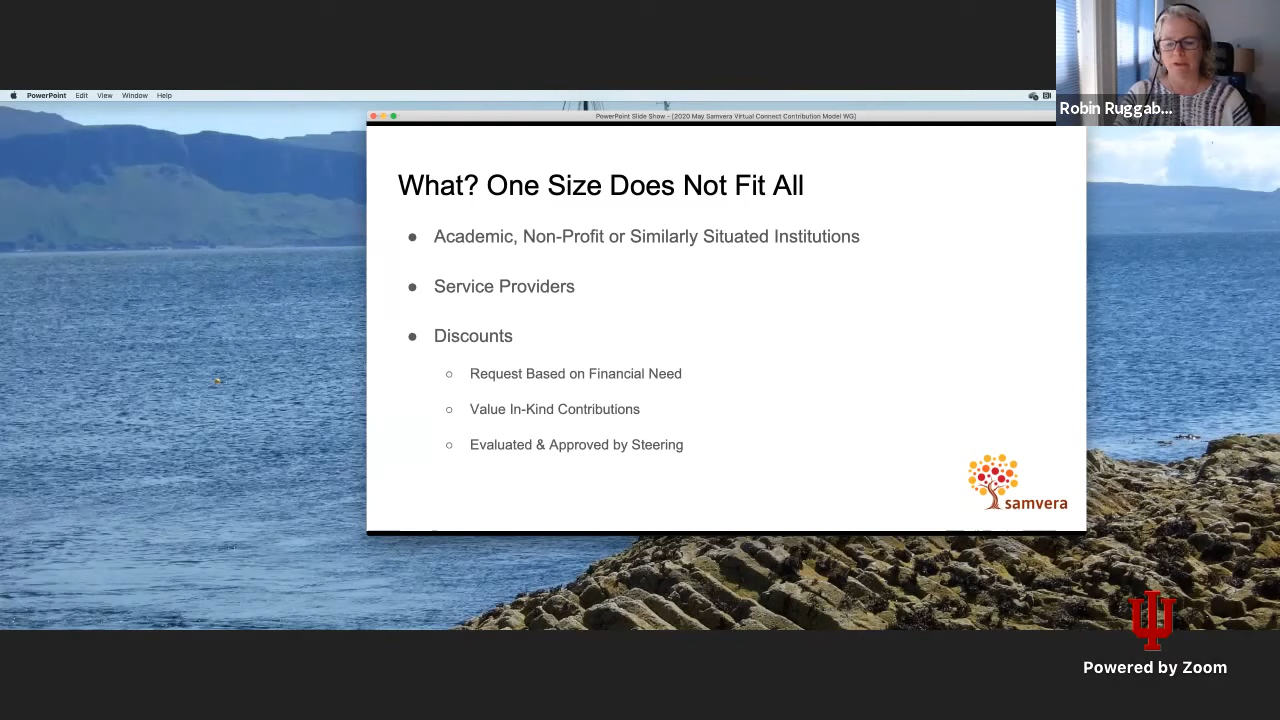 PowerPoint Edit View Window Help
PowerPoint Slide Show - [2020 May Samvera Virtual Connect Contribution Model WG]
Robin Ruggab...
What? One Size Does Not Fit All
● Academic, Non-Profit or Similarly Situated Institutions
● Service Providers
● Discounts
○ Request Based on Financial Need
○ Value In-Kind Contributions
○ Evaluated & Approved by Steering
samvera
Powered by Zoom